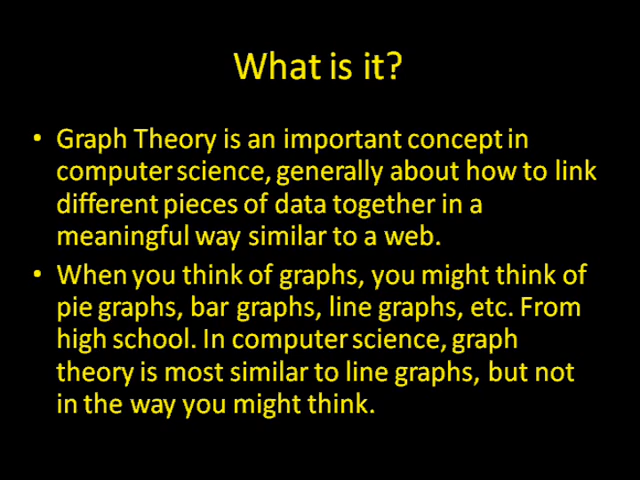 What is it?
• Graph Theory is an important concept in
computer science, generally about how to link
different pieces of data together in a
meaningful way similar to a web.
• When you think of graphs, you might think of
pie graphs, bar graphs, line graphs, etc. From
high school. In computer science, graph
theory is most similar to line graphs, but not
in the way you might think.